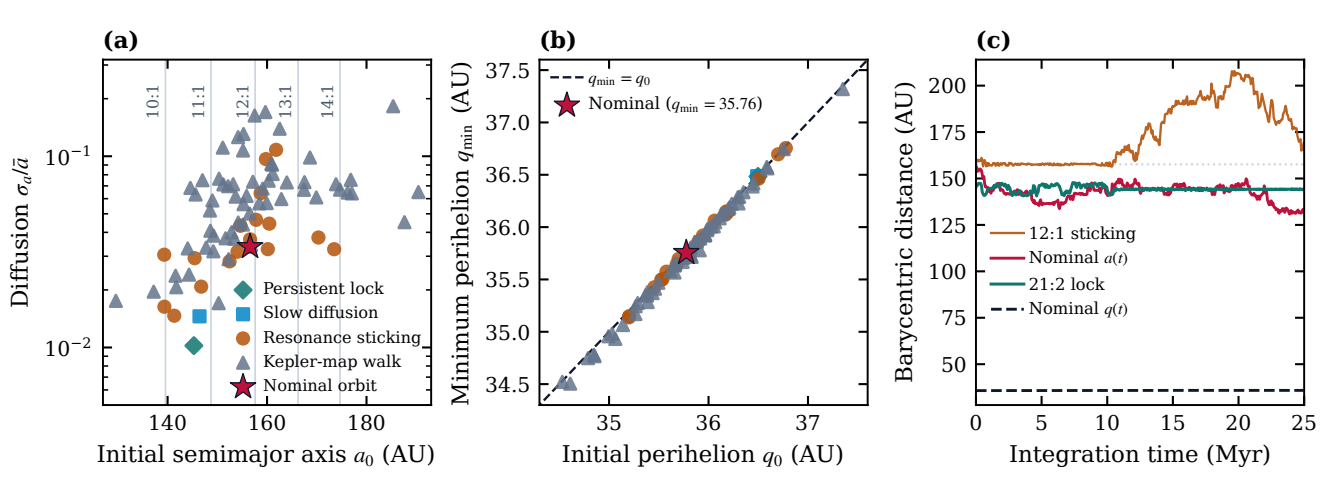 (a)
Diffusion σₐ/ā
10⁻¹
10⁻²
10:1
11:1
12:1
13:1
14:1
Persistent lock
Slow diffusion
Resonance sticking
Kepler-map walk
Nominal orbit
140
160
180
Initial semimajor axis a₀ (AU)
(b)
Minimum perihelion q_min (AU)
37.5
37.0
36.5
36.0
35.5
35.0
34.5
q_min = q₀
Nominal (q_min = 35.76)
35
36
37
Initial perihelion q₀ (AU)
(c)
Barycentric distance (AU)
200
175
150
125
100
75
50
12:1 sticking
Nominal a(t)
21:2 lock
Nominal q(t)
0
5
10
15
20
25
Integration time (Myr)